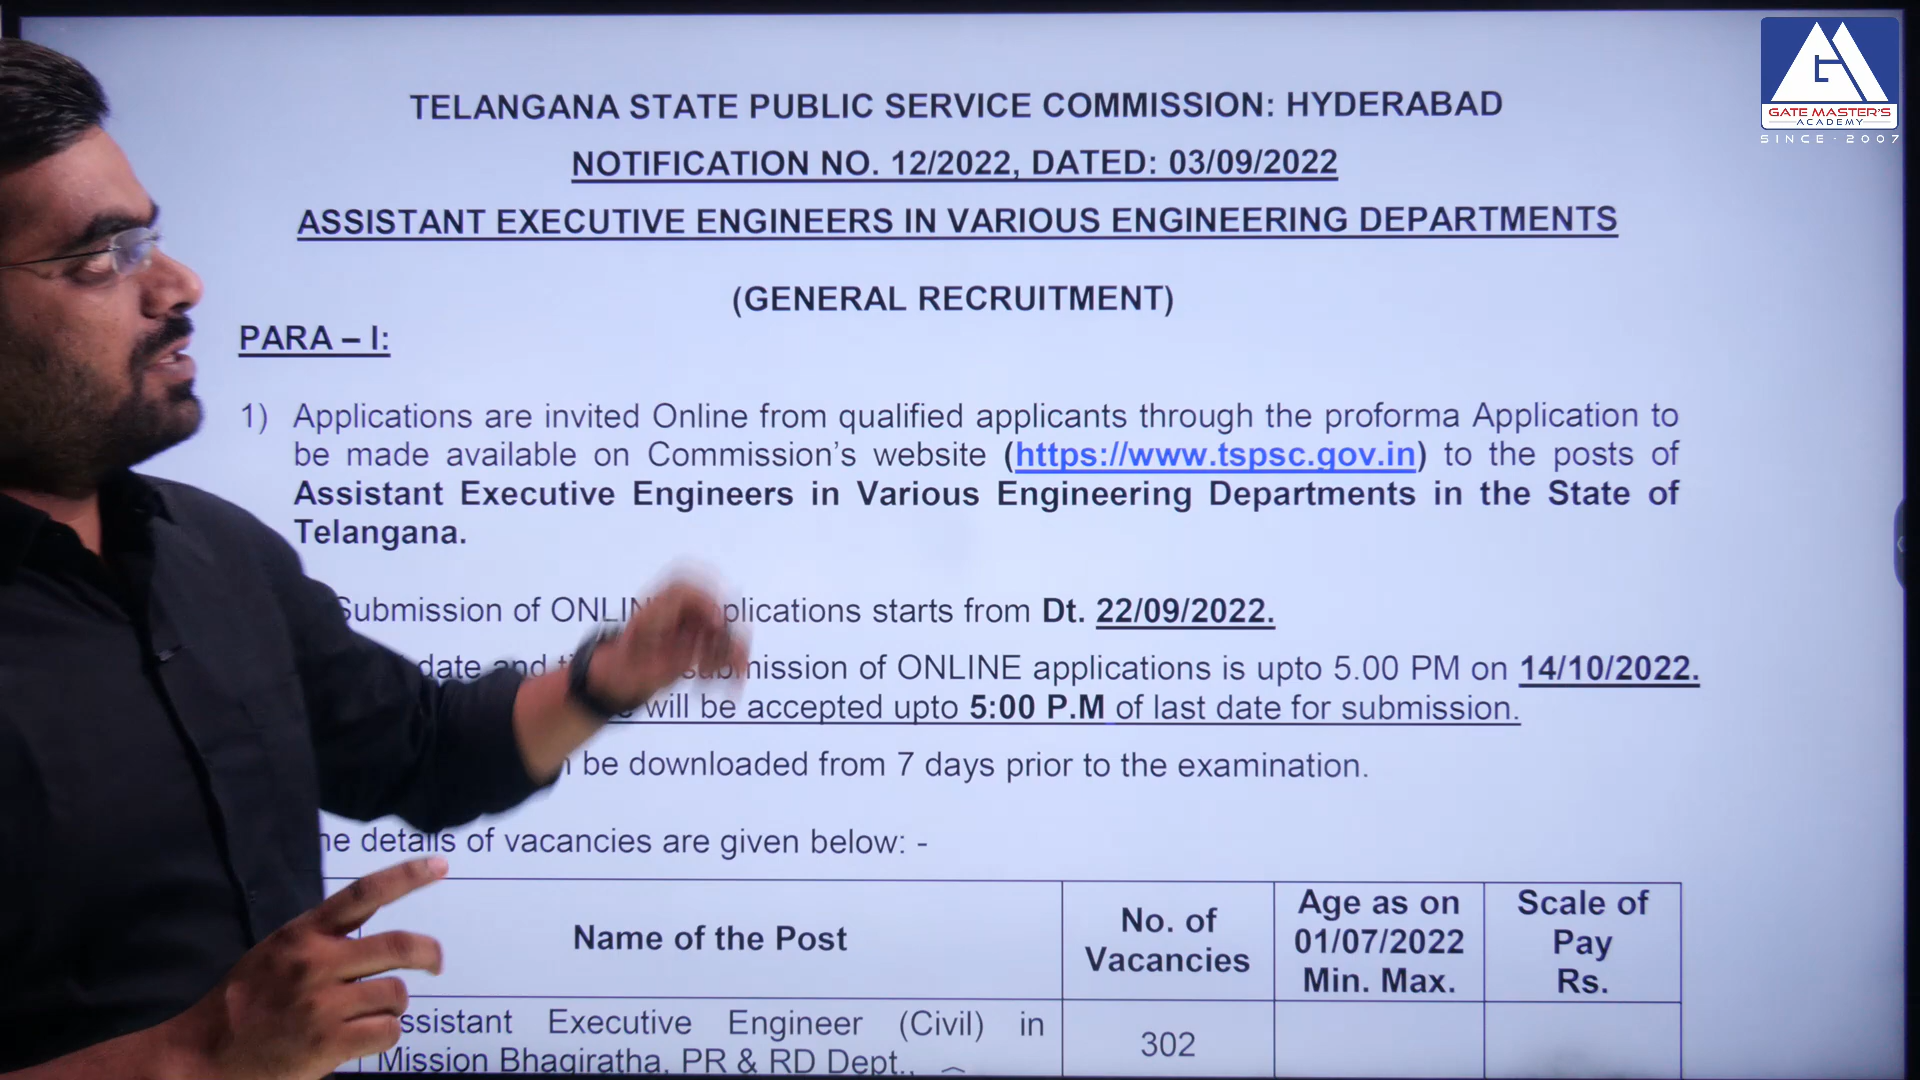 GATE MASTER'S
ACADEMY
SINCE-2007
TELANGANA STATE PUBLIC SERVICE COMMISSION: HYDERABAD
NOTIFICATION NO. 12/2022, DATED: 03/09/2022
ASSISTANT EXECUTIVE ENGINEERS IN VARIOUS ENGINEERING DEPARTMENTS
(GENERAL RECRUITMENT)
PARA – I:
1) Applications are invited Online from qualified applicants through the proforma Application to
be made available on Commission's website (https://www.tspsc.gov.in) to the posts of
Assistant Executive Engineers in Various Engineering Departments in the State of
Telangana.
Submission of starts from Dt. 22/09/2022.
date and of ONLINE applications is upto 5.00 PM on 14/10/2022.
will be accepted upto 5:00 P.M of last date for submission.
be downloaded from 7 days prior to the examination.
details of vacancies are given below: -
Name of the Post
No. of
Vacancies
Age as on
01/07/2022
Min. Max.
Scale of
Pay
Rs.
Executive Engineer (Civil) in
Mission Bhagiratha, PR & RD Dept.,
302